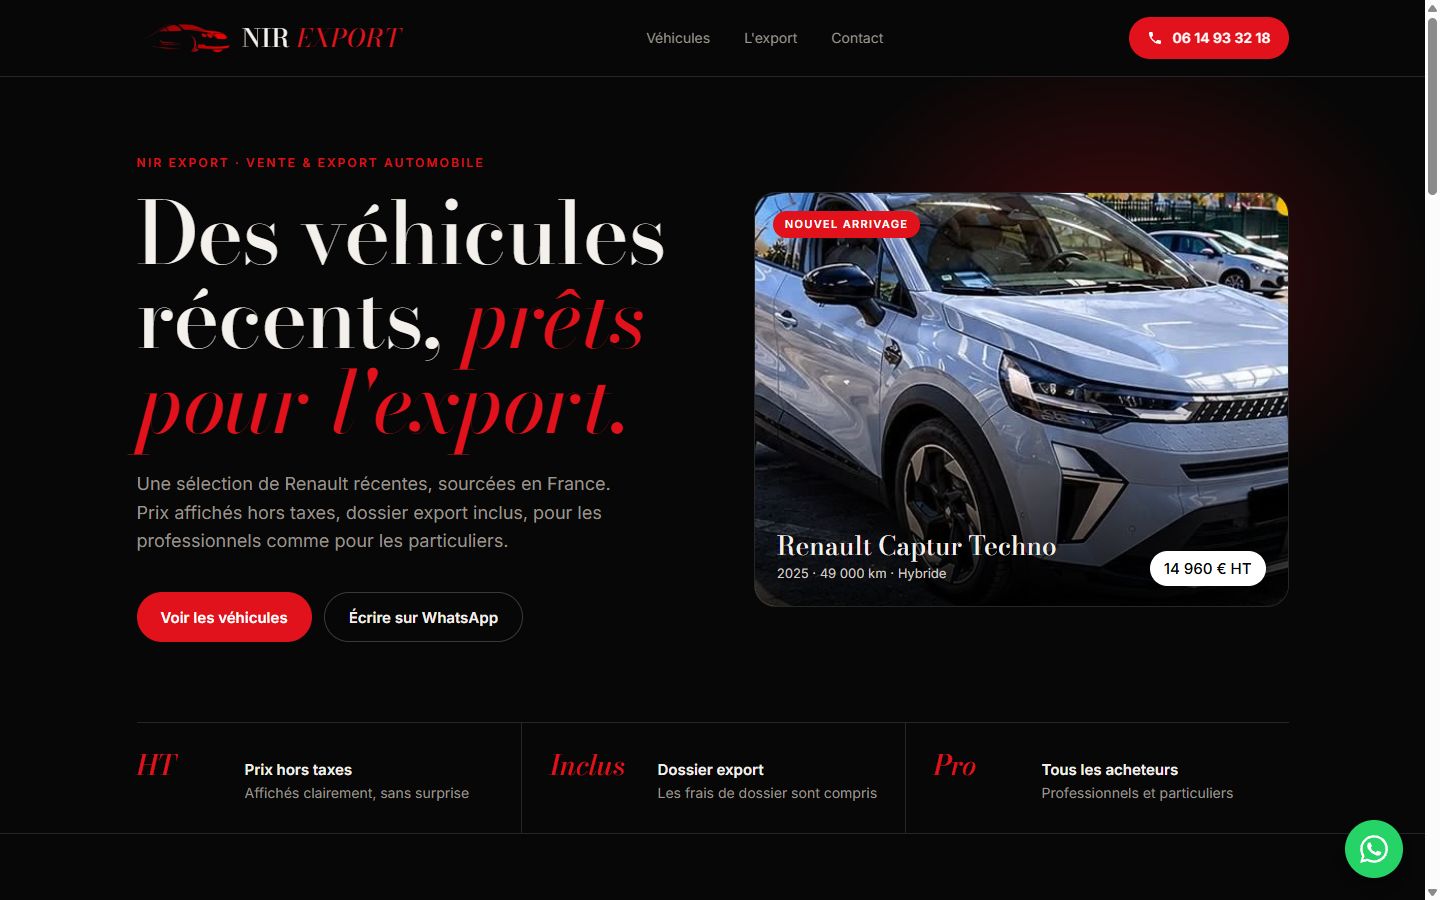 NIR EXPORT
Véhicules
L'export
Contact
06 14 93 32 18
NIR EXPORT · VENTE & EXPORT AUTOMOBILE
Des véhicules
récents, prêts
pour l'export.
Une sélection de Renault récentes, sourcées en France.
Prix affichés hors taxes, dossier export inclus, pour les
professionnels comme pour les particuliers.
Voir les véhicules
Écrire sur WhatsApp
NOUVEL ARRIVAGE
Renault Captur Techno
2025 · 49 000 km · Hybride
14 960 € HT
HT
Prix hors taxes
Affichés clairement, sans surprise
Inclus
Dossier export
Les frais de dossier sont compris
Pro
Tous les acheteurs
Professionnels et particuliers